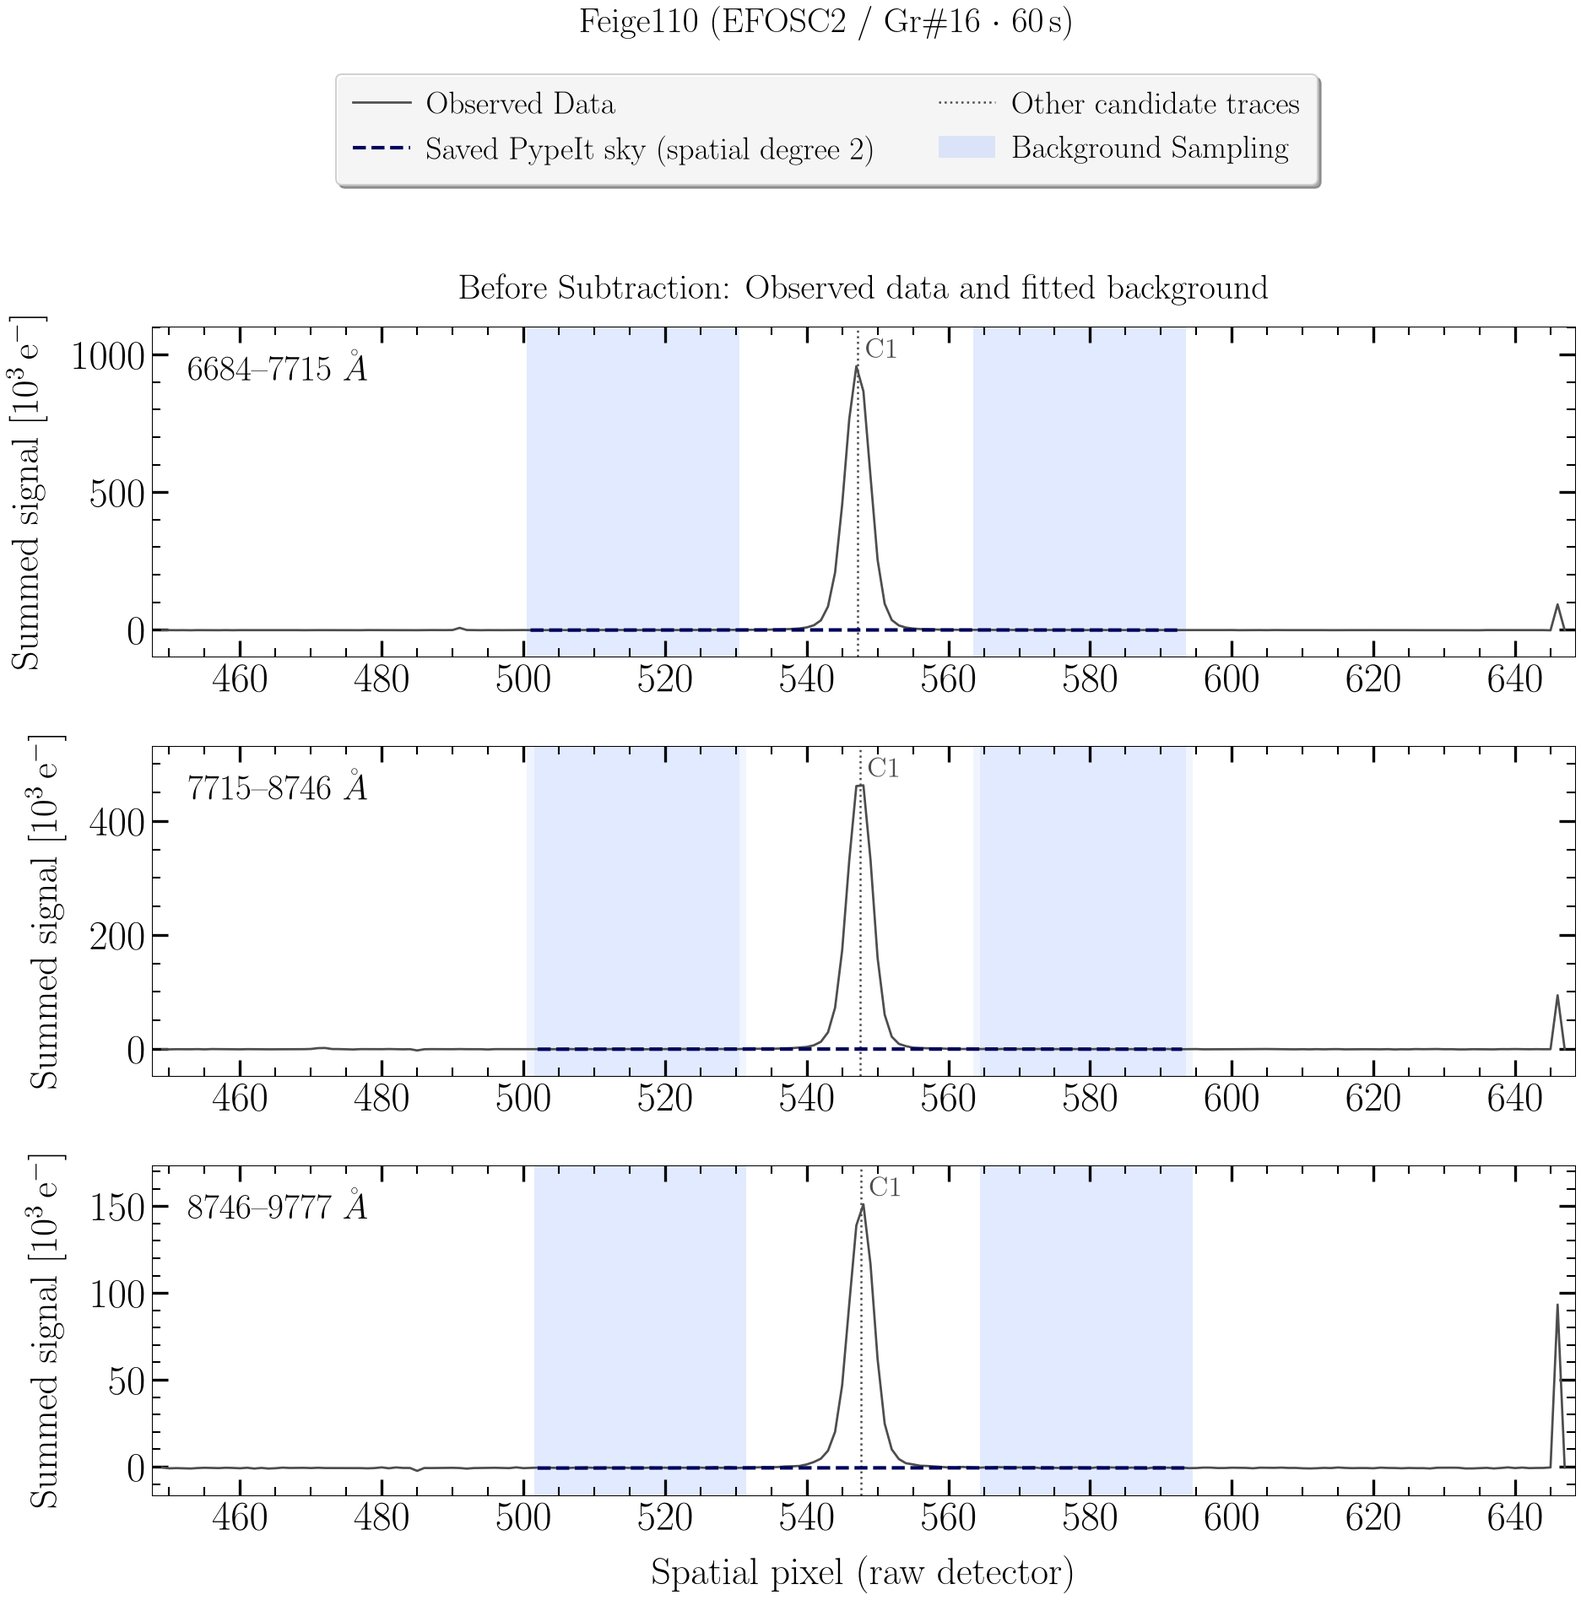 Feige110 (EFOSC2 / Gr#16 · 60 s)
Observed Data
Saved PypeIt sky (spatial degree 2)
Other candidate traces
Background Sampling
Before Subtraction: Observed data and fitted background
Summed signal [10³ e⁻]
6684–7715 Å
C1
1000
500
0
460 480 500 520 540 560 580 600 620 640
Summed signal [10³ e⁻]
7715–8746 Å
C1
400
200
0
460 480 500 520 540 560 580 600 620 640
Summed signal [10³ e⁻]
8746–9777 Å
C1
150
100
50
0
460 480 500 520 540 560 580 600 620 640
Spatial pixel (raw detector)